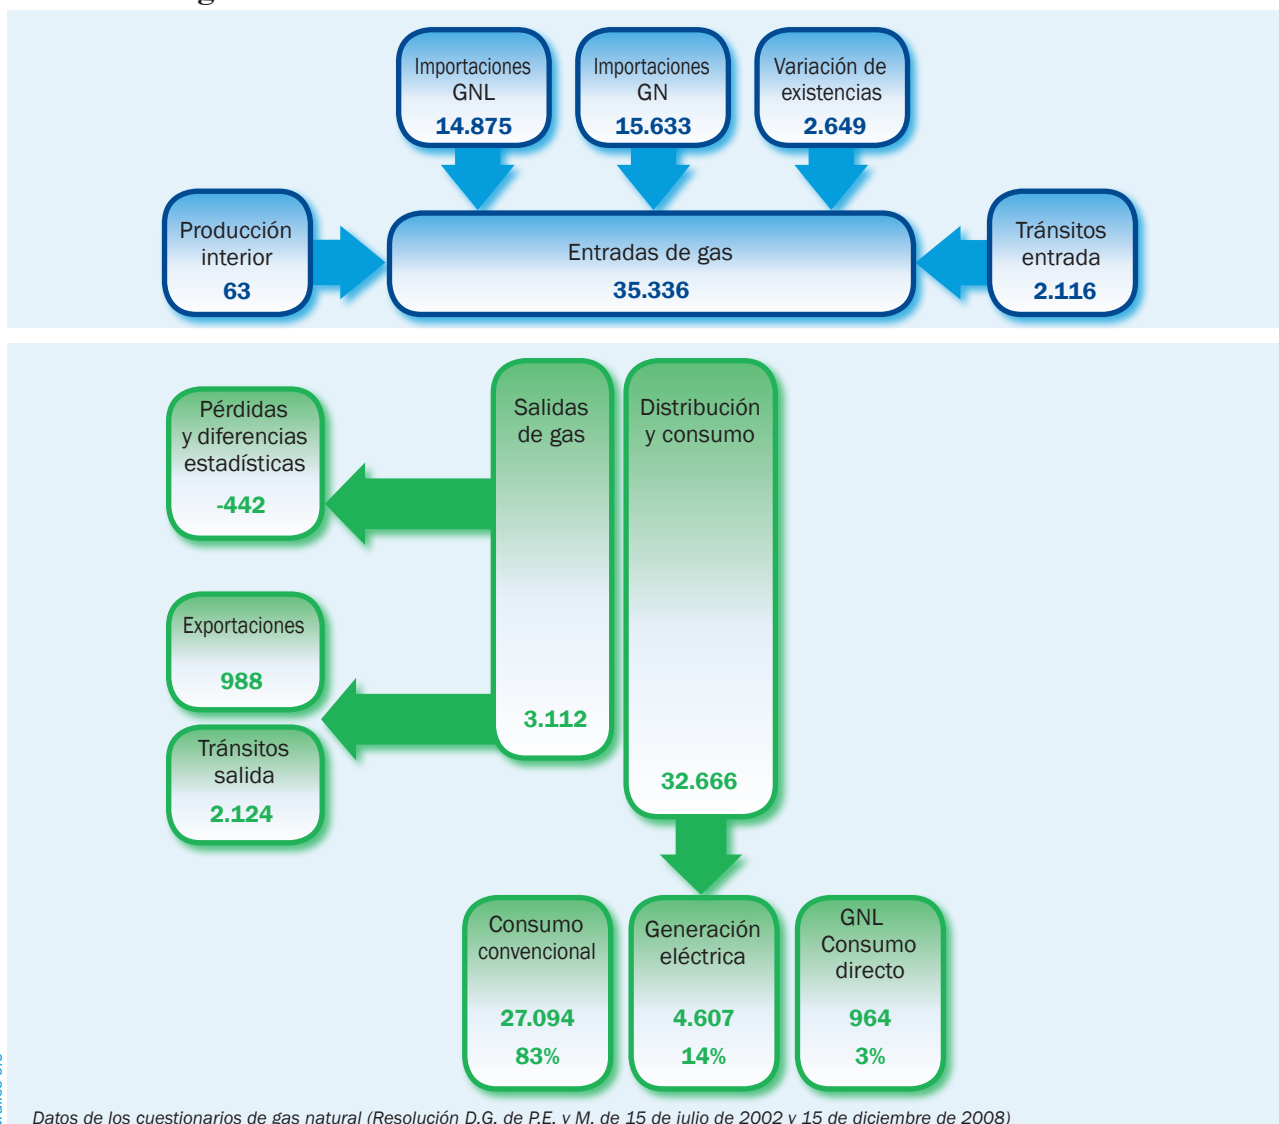 Importaciones
GNL
14.875
Importaciones
GN
15.633
Variación de
existencias
2.649
Producción
interior
63
Entradas de gas
35.336
Tránsitos
entrada
2.116
Pérdidas
y diferencias
estadísticas
-442
Salidas
de gas
3.112
Distribución
y consumo
32.666
Exportaciones
988
Tránsitos
salida
2.124
Consumo
convencional
27.094
83%
Generación
eléctrica
4.607
14%
GNL
Consumo
directo
964
3%
Datos de los cuestionarios de gas natural (Resolución D.G. de P.E. y M. de 15 de julio de 2002 y 15 de diciembre de 2008)